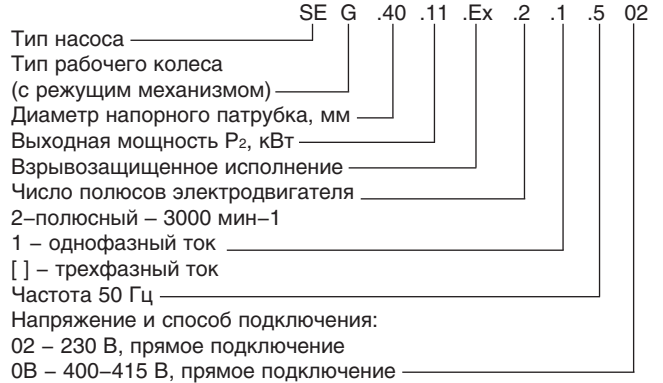 SE G .40 .11 .Ex .2 .1 .5 02
Тип насоса
Тип рабочего колеса
(с режущим механизмом)
Диаметр напорного патрубка, мм
Выходная мощность P₂, кВт
Взрывозащищенное исполнение
Число полюсов электродвигателя
2–полюсный – 3000 мин–1
1 – однофазный ток
[ ] – трехфазный ток
Частота 50 Гц
Напряжение и способ подключения:
02 – 230 В, прямое подключение
0В – 400–415 В, прямое подключение